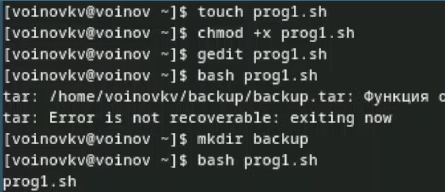 [voinovkv@voinov ~]$ touch prog1.sh
[voinovkv@voinov ~]$ chmod +x prog1.sh
[voinovkv@voinov ~]$ gedit prog1.sh
[voinovkv@voinov ~]$ bash prog1.sh
tar: /home/voinovkv/backup/backup.tar: Функция
tar: Error is not recoverable: exiting now
[voinovkv@voinov ~]$ mkdir backup
[voinovkv@voinov ~]$ bash prog1.sh
prog1.sh